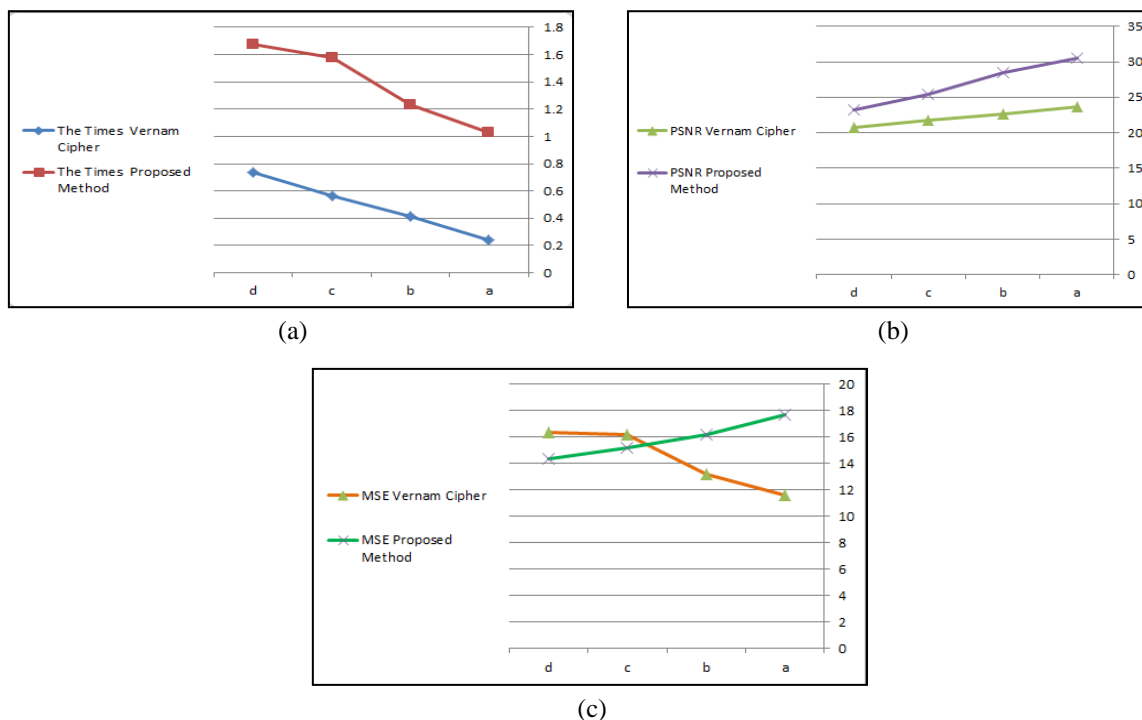 1.8
1.6
1.4
1.2
1
0.8
0.6
0.4
0.2
0
The Times Vernam
Cipher
The Times Proposed
Method
d c b a
(a)
35
30
25
20
15
10
5
0
PSNR Vernam Cipher
PSNR Proposed
Method
d c b a
(b)
20
18
16
14
12
10
8
6
4
2
0
MSE Vernam Cipher
MSE Proposed
Method
d c b a
(c)